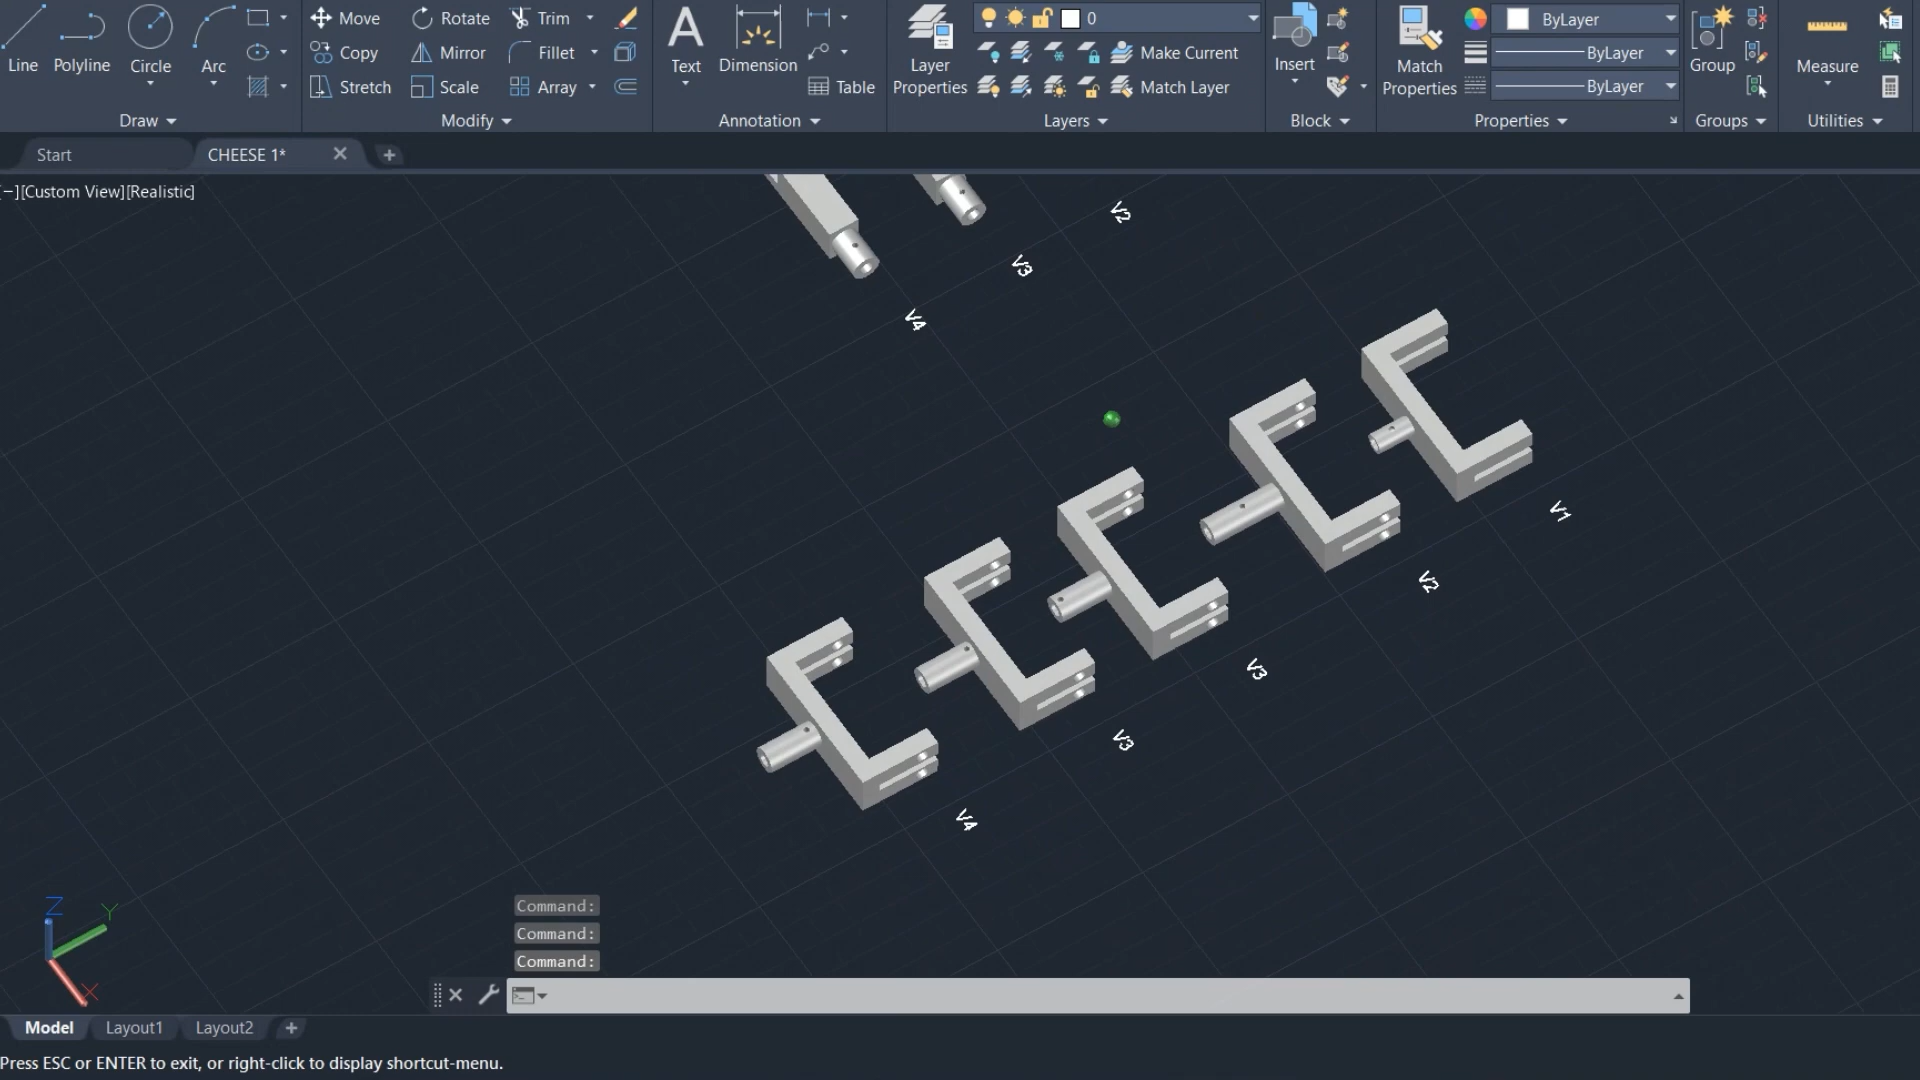 Line
Polyline
Circle
Arc
Draw
Move
Rotate
Trim
Copy
Mirror
Fillet
Stretch
Scale
Array
Modify
A
Text
Dimension
Table
Annotation
Layer Properties
0
Make Current
Match Layer
Layers
Insert
Block
Match Properties
ByLayer
ByLayer
ByLayer
Properties
Group
Groups
Measure
Utilities
Start
CHEESE 1*
−][Custom View][Realistic]
V2
V3
V4
V1
V2
V3
V3
V4
Z
Y
X
Command:
Command:
Command:
Model
Layout1
Layout2
Press ESC or ENTER to exit, or right-click to display shortcut-menu.